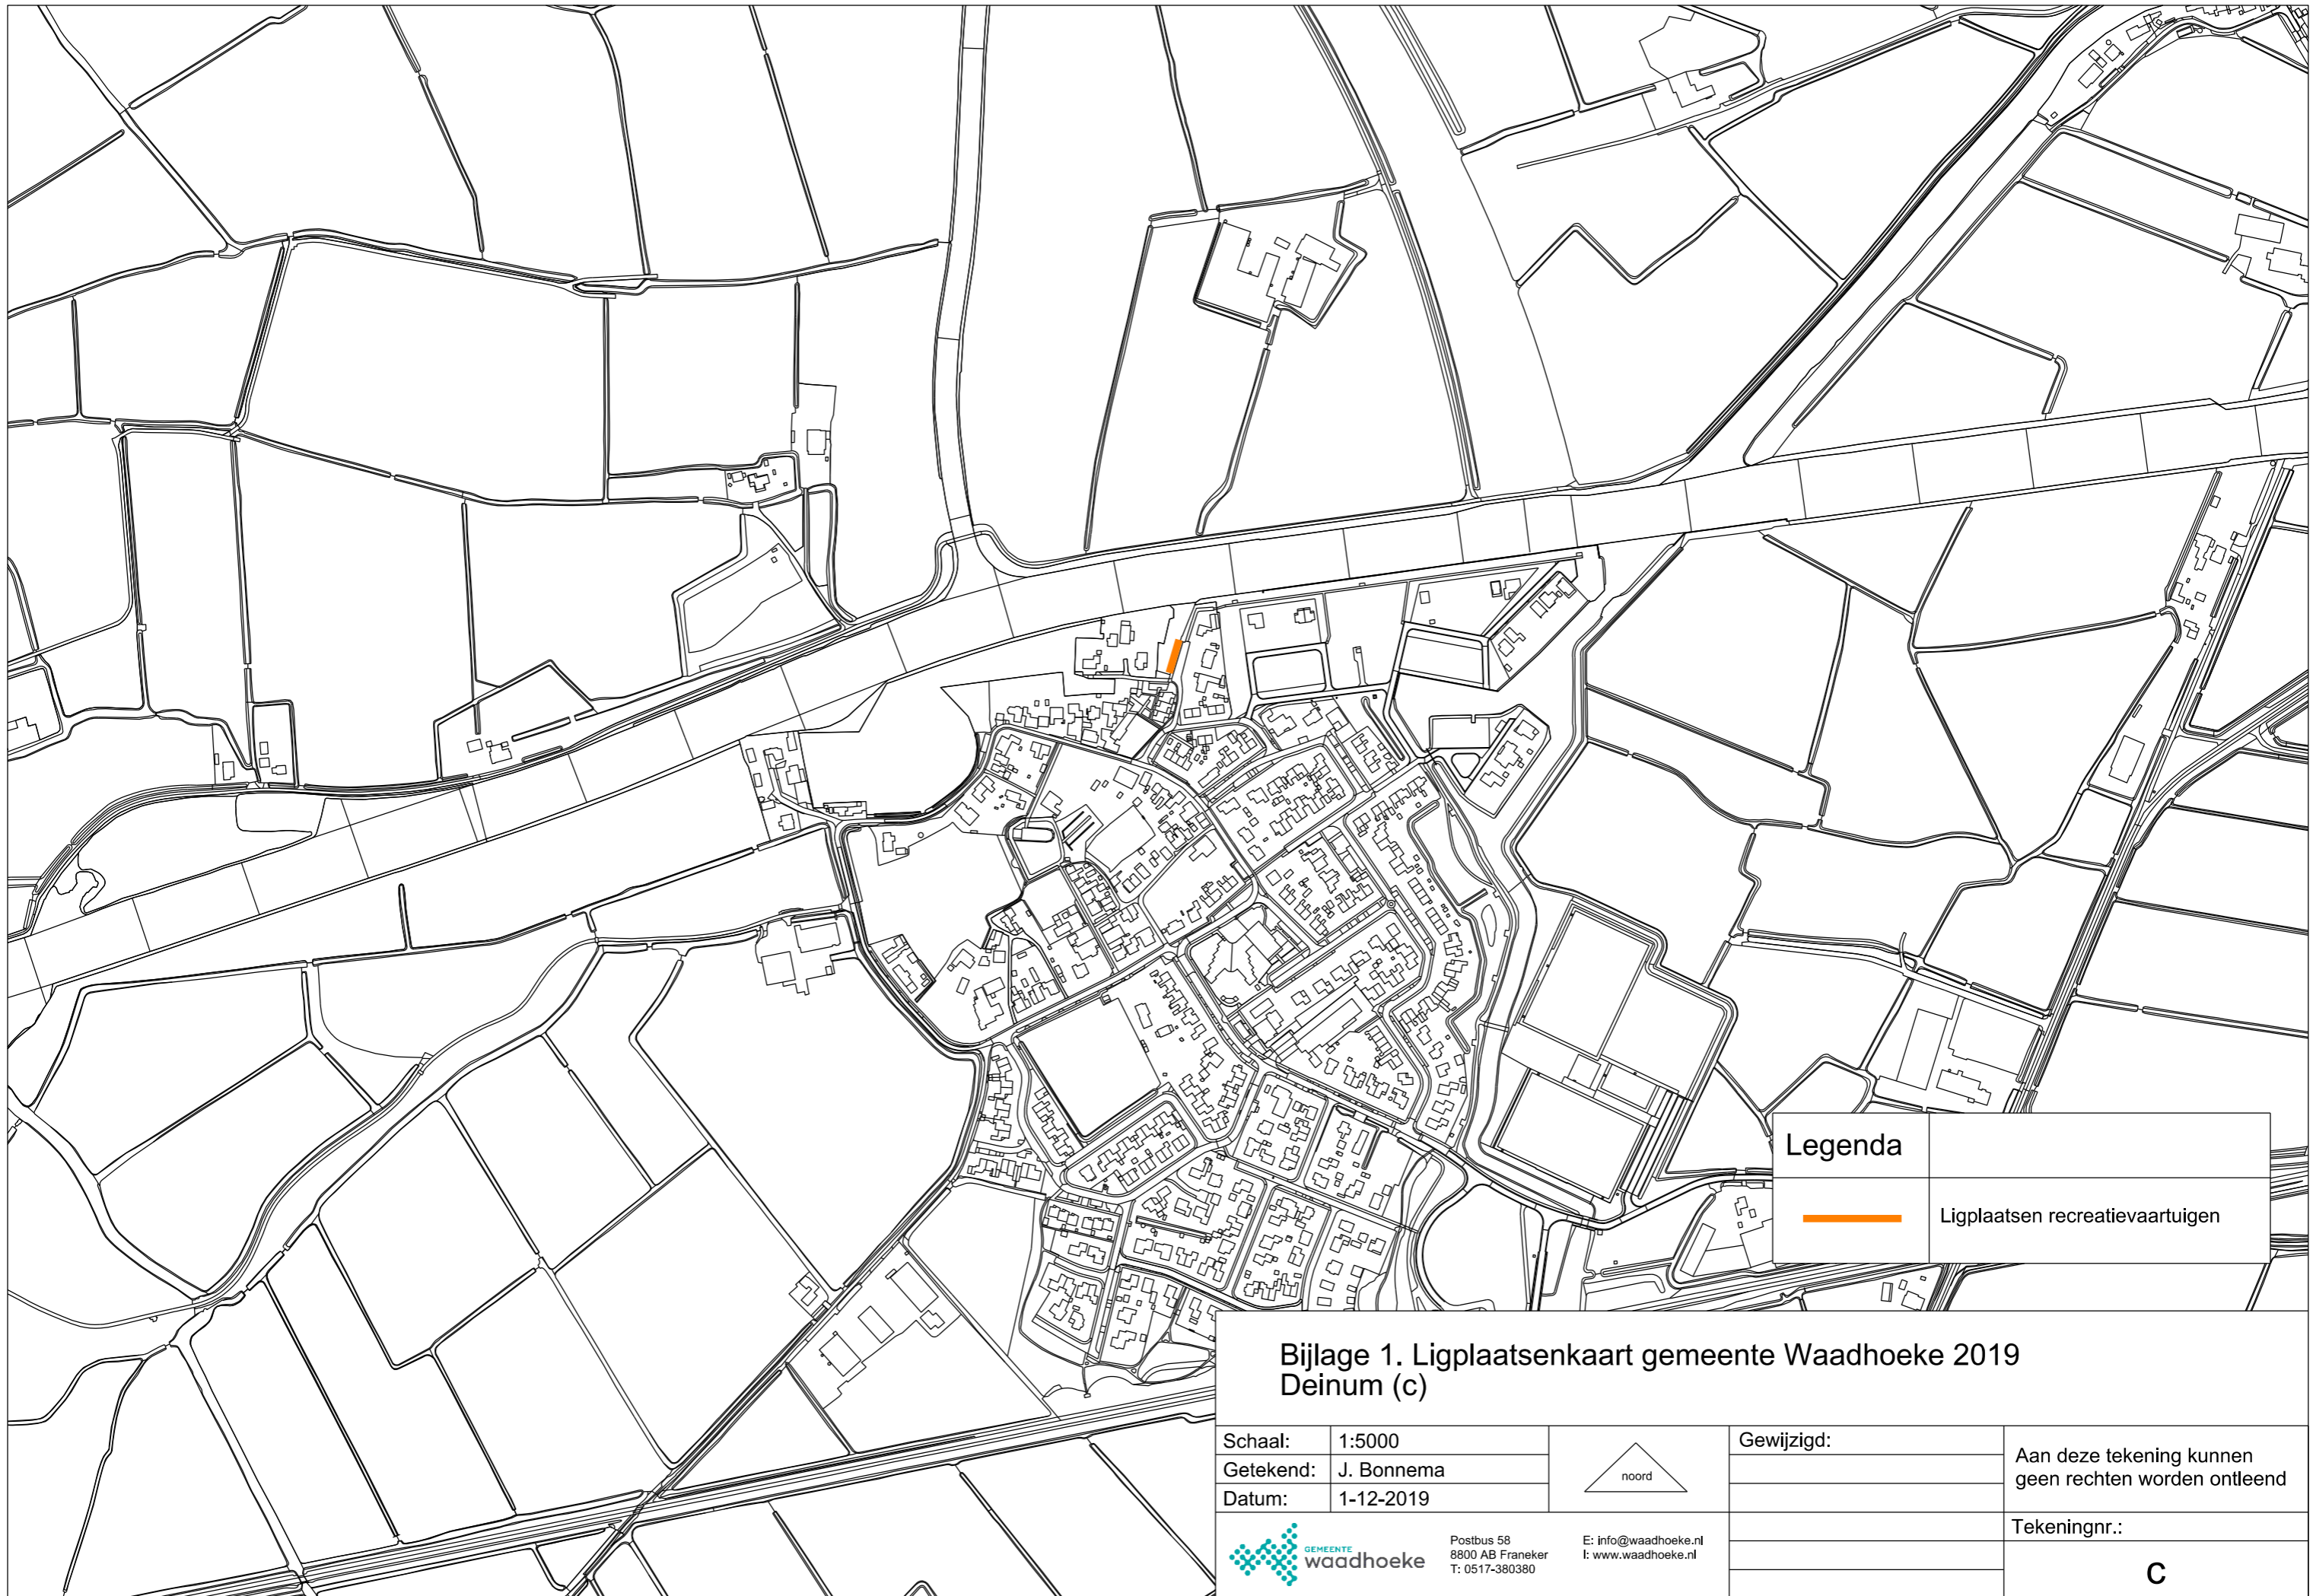 Legenda
Ligplaatsen recreatievaartuigen
Bijlage 1. Ligplaatsenkaart gemeente Waadhoeke 2019
Deinum (c)
Schaal: 1:5000
Getekend: J. Bonnema
Datum: 1-12-2019
noord
Gewijzigd:
Aan deze tekening kunnen
geen rechten worden ontleend
Tekeningnr.:
c
GEMEENTE
waadhoeke
Postbus 58
8800 AB Franeker
T: 0517-380380
E: info@waadhoeke.nl
I: www.waadhoeke.nl